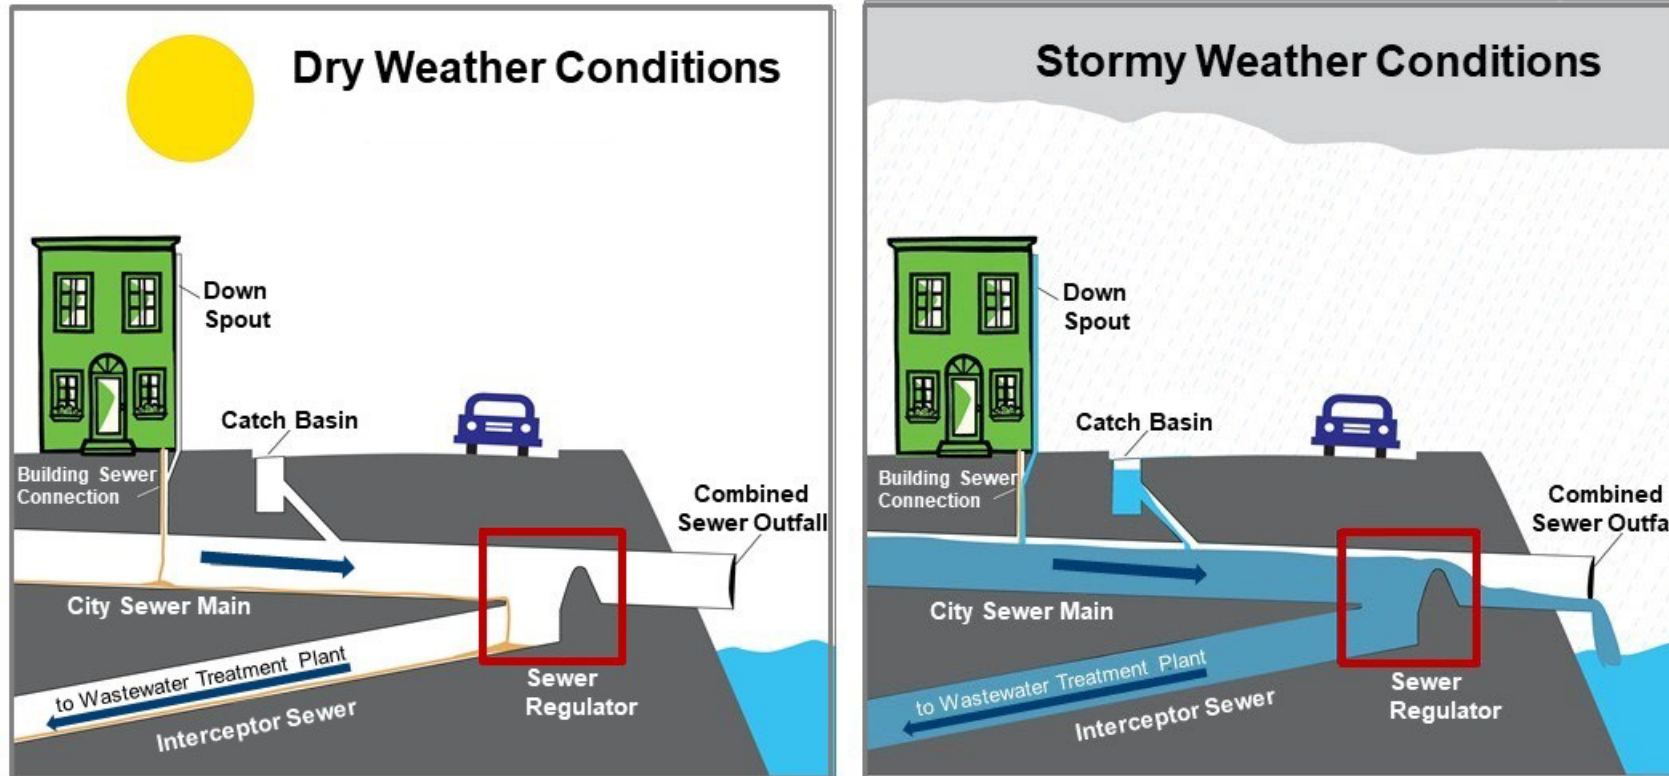 Dry Weather Conditions
Down
Spout
Catch Basin
Building Sewer
Connection
Combined
Sewer Outfall
City Sewer Main
to Wastewater Treatment Plant
Interceptor Sewer
Sewer
Regulator
Stormy Weather Conditions
Down
Spout
Catch Basin
Building Sewer
Connection
Combined
Sewer Outfa
City Sewer Main
to Wastewater Treatment Plant
Interceptor Sewer
Sewer
Regulator